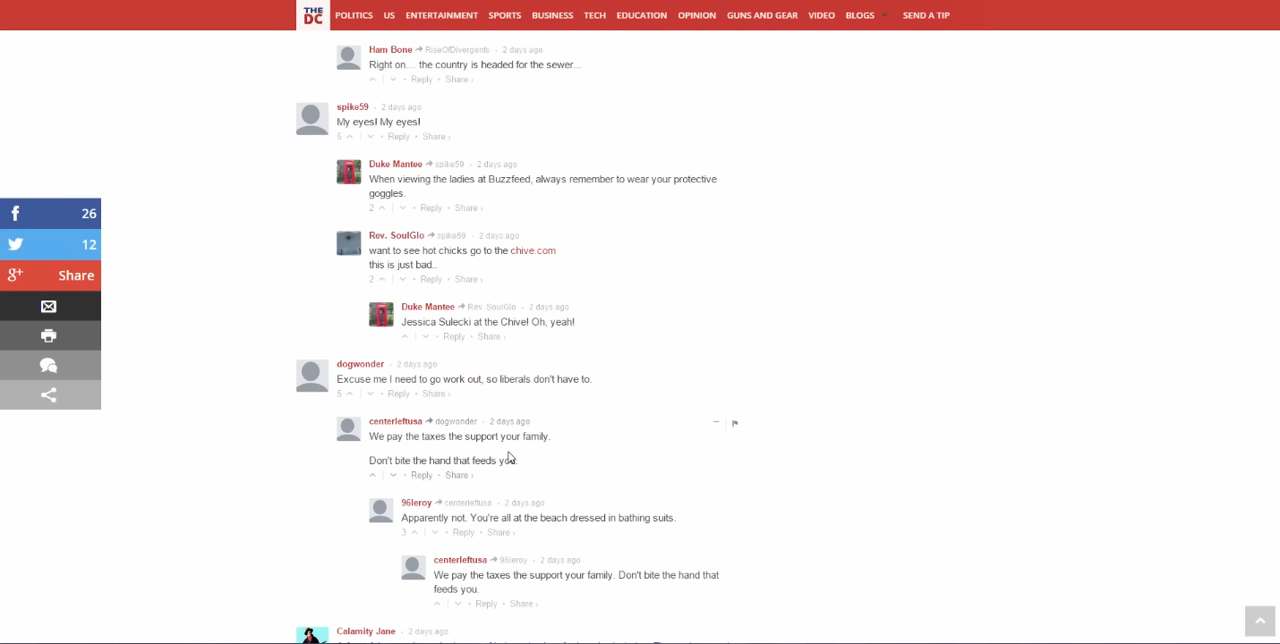 THE DC POLITICS US ENTERTAINMENT SPORTS BUSINESS TECH EDUCATION OPINION GUNS AND GEAR VIDEO BLOGS SEND A TIP
Ham Bone RiseOfDivergents · 2 days ago
Right on.... the country is headed for the sewer...
Reply · Share ›
spike59 · 2 days ago
My eyes! My eyes!
5 · Reply · Share ›
Duke Mantee spike59 · 2 days ago
When viewing the ladies at Buzzfeed, always remember to wear your protective
goggles.
2 · Reply · Share ›
Rev. SoulGlo spike59 · 2 days ago
want to see hot chicks go to the chive.com
this is just bad..
2 · Reply · Share ›
Duke Mantee Rev. SoulGlo · 2 days ago
Jessica Sulecki at the Chive! Oh, yeah!
Reply · Share ›
dogwonder · 2 days ago
Excuse me I need to go work out, so liberals don't have to.
5 · Reply · Share ›
centerleftusa dogwonder · 2 days ago
We pay the taxes the support your family.
Don't bite the hand that feeds you.
Reply · Share ›
96leroy centerleftusa · 2 days ago
Apparently not. You're all at the beach dressed in bathing suits.
3 · Reply · Share ›
centerleftusa 96leroy · 2 days ago
We pay the taxes the support your family. Don't bite the hand that
feeds you.
Reply · Share ›
Calamity Jane · 2 days ago
f 26
12
g+ Share